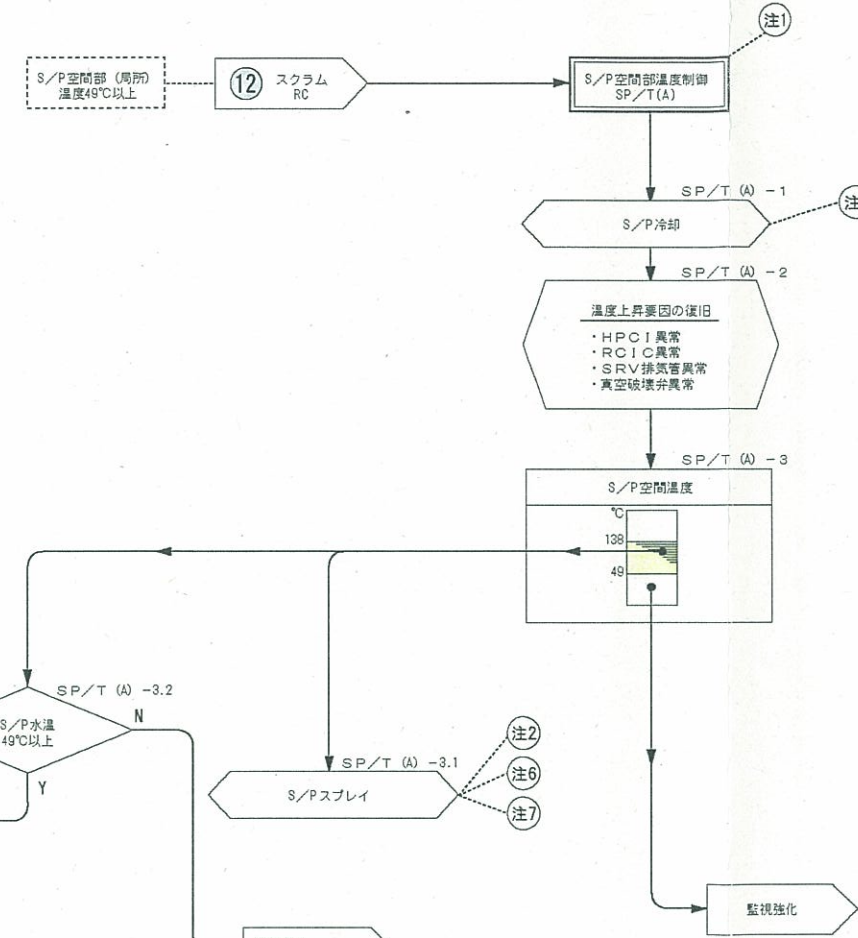 注1
S/P空間部(局所)
温度49℃以上
12 スクラム
RC
S/P空間部温度制御
SP/T(A)
SP/T (A) -1
S/P冷却
注
SP/T (A) -2
温度上昇要因の復旧
・HPCI異常
・RCIC異常
・SRV排気管異常
・真空破壊弁異常
SP/T (A) -3
S/P空間温度
℃
138
49
SP/T (A) -3.2
S/P水温
49℃以上
N
Y
SP/T (A) -3.1
S/Pスプレイ
注2
注6
注7
監視強化